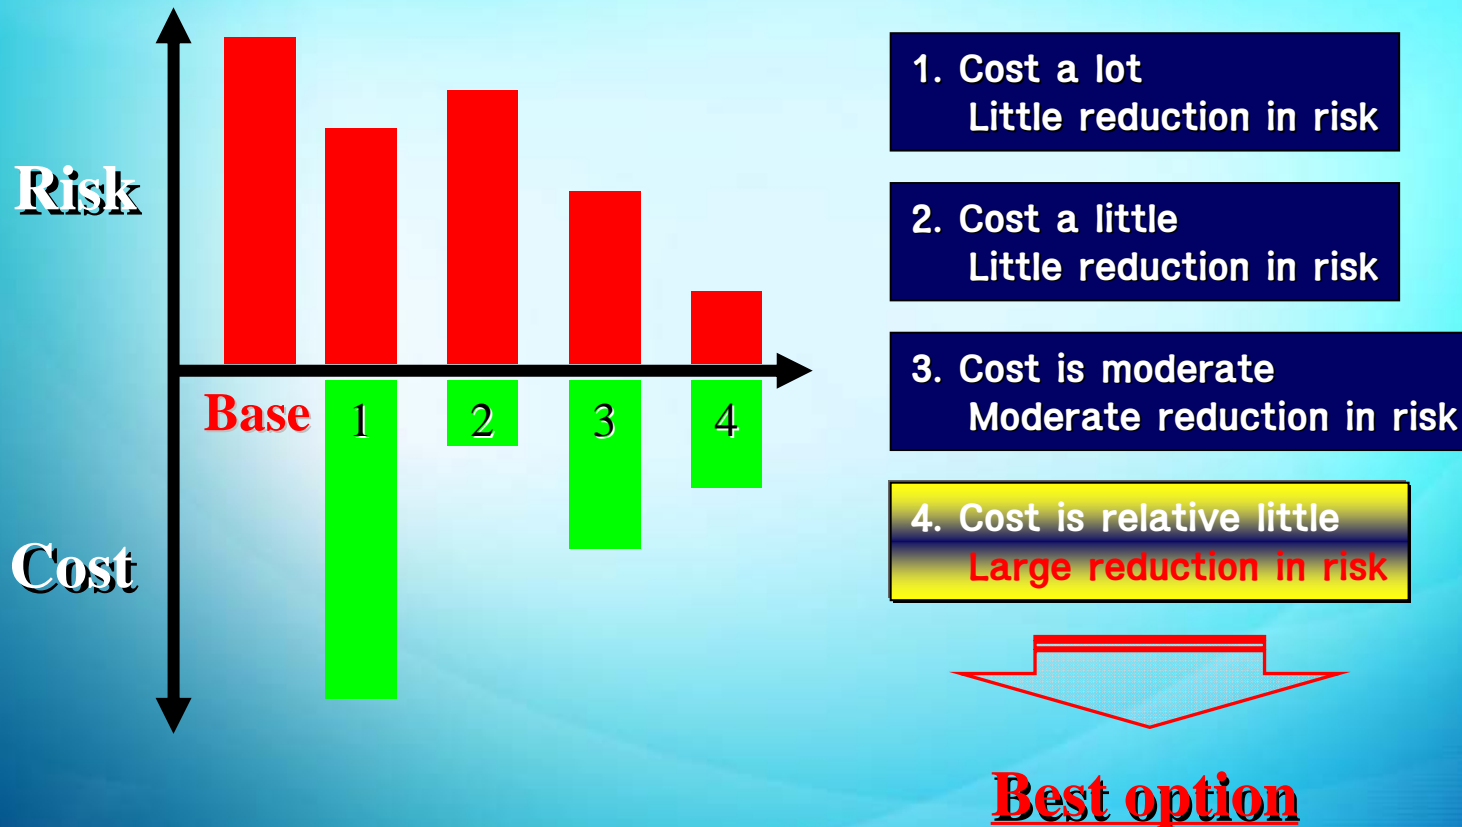 Risk
Base
1
2
3
4
Cost
1. Cost a lot
Little reduction in risk
2. Cost a little
Little reduction in risk
3. Cost is moderate
Moderate reduction in risk
4. Cost is relative little
Large reduction in risk
Best option